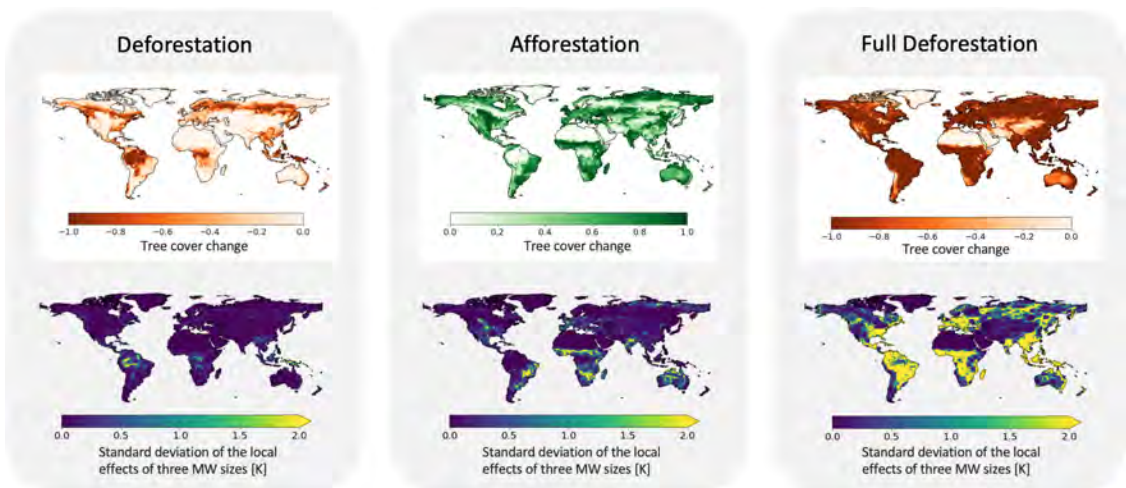 Deforestation
−1.0 −0.8 −0.6 −0.4 −0.2 0.0
Tree cover change
0.0 0.5 1.0 1.5 2.0
Standard deviation of the local
effects of three MW sizes [K]
Afforestation
0.0 0.2 0.4 0.6 0.8 1.0
Tree cover change
0.0 0.5 1.0 1.5 2.0
Standard deviation of the local
effects of three MW sizes [K]
Full Deforestation
−1.0 −0.8 −0.6 −0.4 −0.2 0.0
Tree cover change
0.0 0.5 1.0 1.5 2.0
Standard deviation of the local
effects of three MW sizes [K]